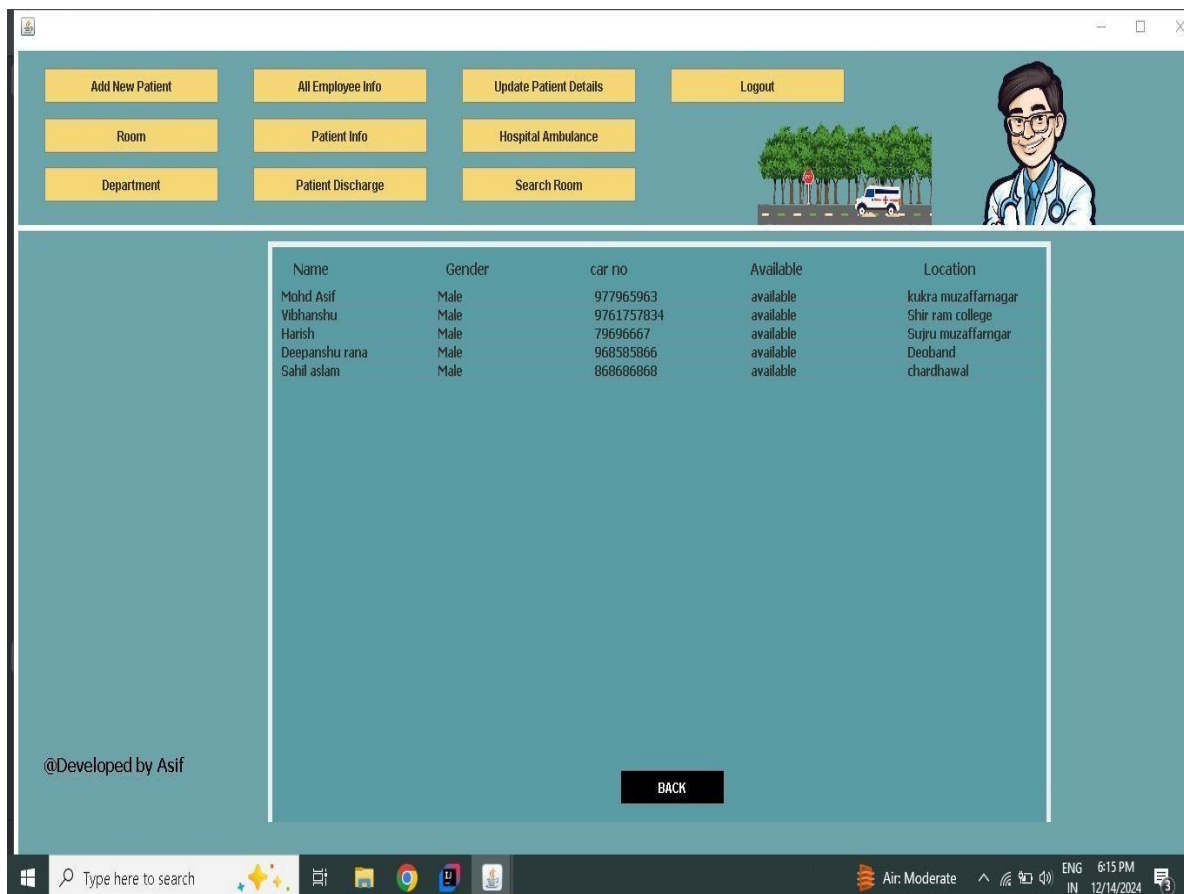 Add New Patient All Employee Info Update Patient Details Logout
Room Patient Info Hospital Ambulance
Department Patient Discharge Search Room
Name Gender car no Available Location
Mohd Asif Male 977965963 available kukra muzaffarnagar
Vibhanshu Male 9761757834 available Shir ram college
Harish Male 79696667 available Sujru muzaffarngar
Deepanshu rana Male 968585866 available Deoband
Sahil aslam Male 868686868 available chardhawal
@Developed by Asif
BACK
Type here to search Air: Moderate ENG 6:15 PM
IN 12/14/2024 3